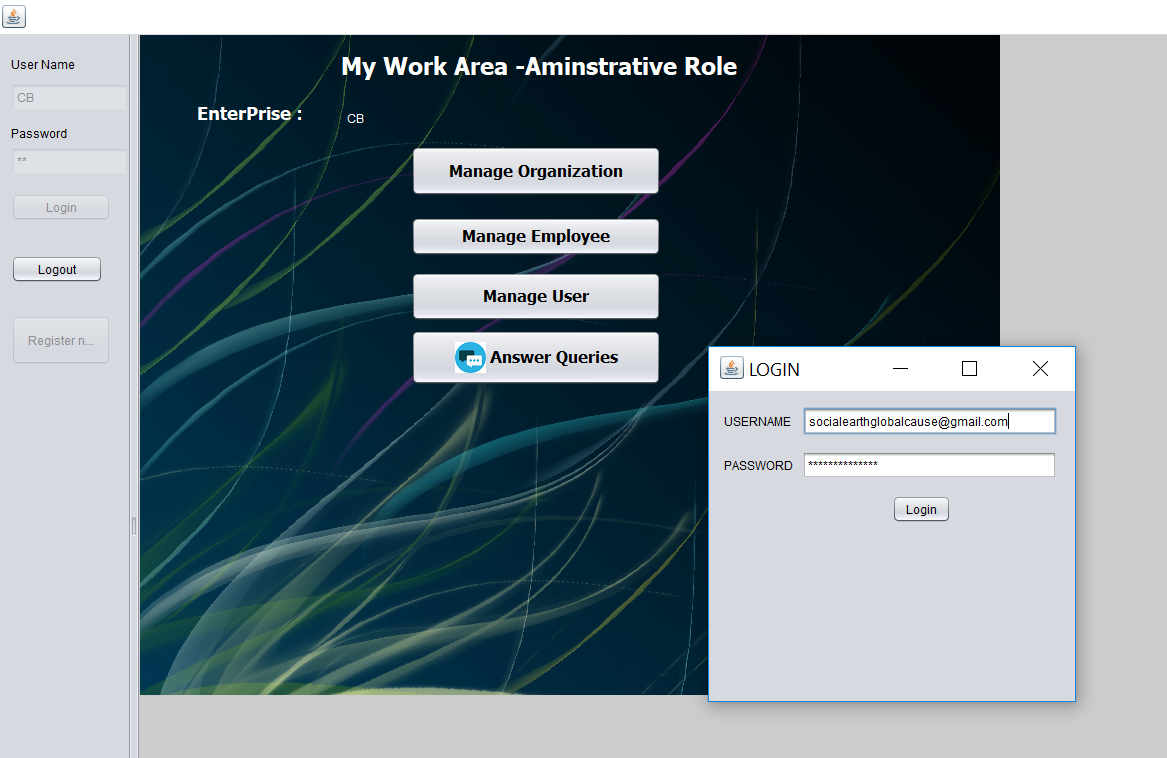 User Name
CB
Password
**
Login
Logout
Register n...
My Work Area -Aminstrative Role
EnterPrise :
CB
Manage Organization
Manage Employee
Manage User
Answer Queries
LOGIN
USERNAME
socialearthglobalcause@gmail.com
PASSWORD
**************
Login